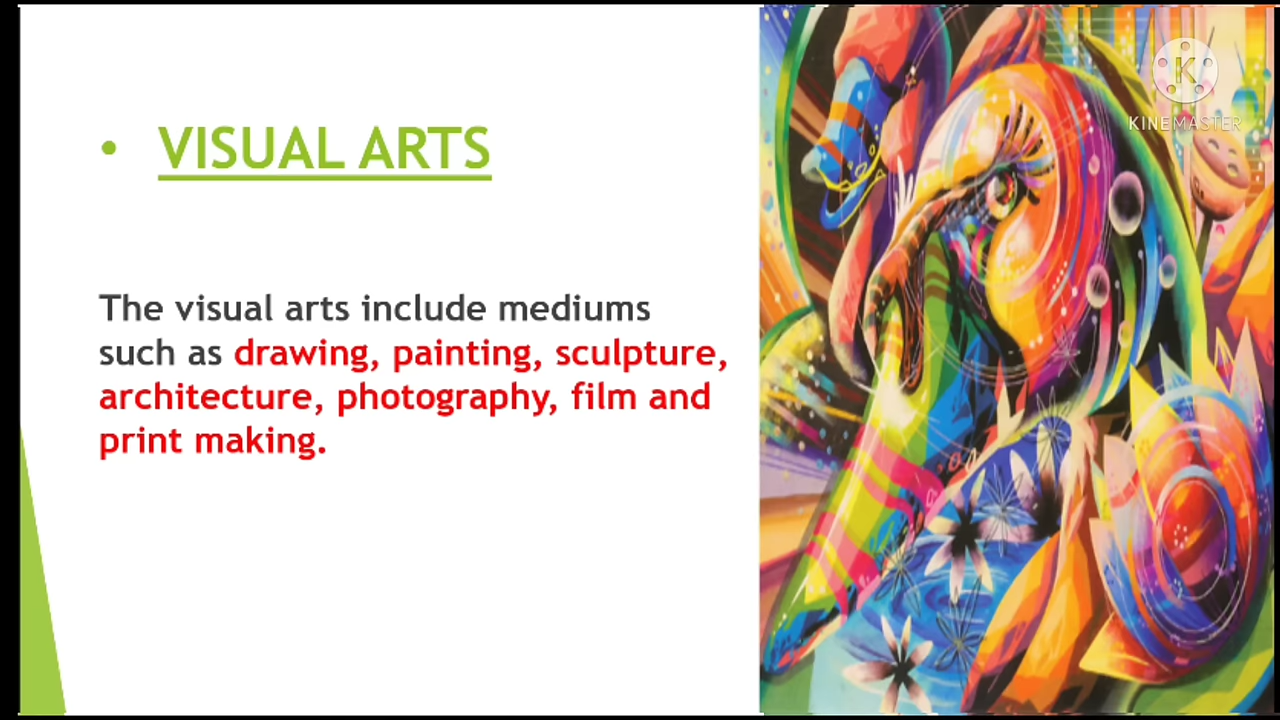 • VISUAL ARTS
The visual arts include mediums
such as drawing, painting, sculpture,
architecture, photography, film and
print making.
K
KINEMASTER